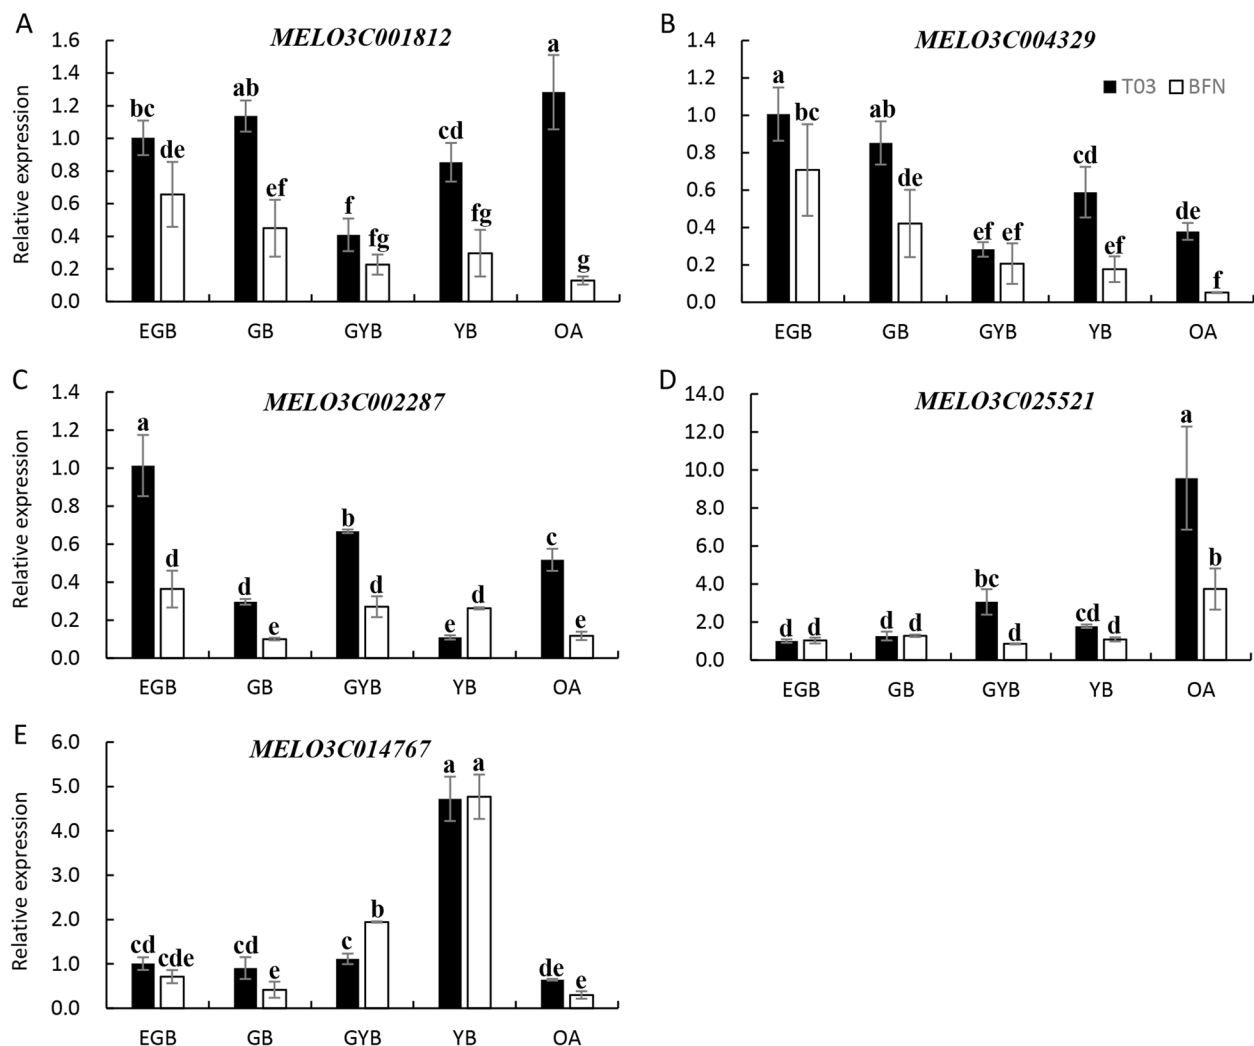 A
MELO3C001812
Relative expression
1.6
1.4
1.2
1.0
0.8
0.6
0.4
0.2
0.0
bc
de
ab
ef
f
fg
cd
fg
a
g
EGB GB GYB YB OA
B
MELO3C004329
T03 BFN
1.4
1.2
1.0
0.8
0.6
0.4
0.2
0.0
a
bc
ab
de
ef
ef
cd
ef
de
f
EGB GB GYB YB OA
C
MELO3C002287
Relative expression
1.4
1.2
1.0
0.8
0.6
0.4
0.2
0.0
a
d
d
e
b
d
e
d
c
e
EGB GB GYB YB OA
D
MELO3C025521
14.0
12.0
10.0
8.0
6.0
4.0
2.0
0.0
d
d
d
d
bc
d
cd
d
a
b
EGB GB GYB YB OA
E
MELO3C014767
Relative expression
6.0
5.0
4.0
3.0
2.0
1.0
0.0
cd
cde
cd
e
c
b
a
a
de
e
EGB GB GYB YB OA